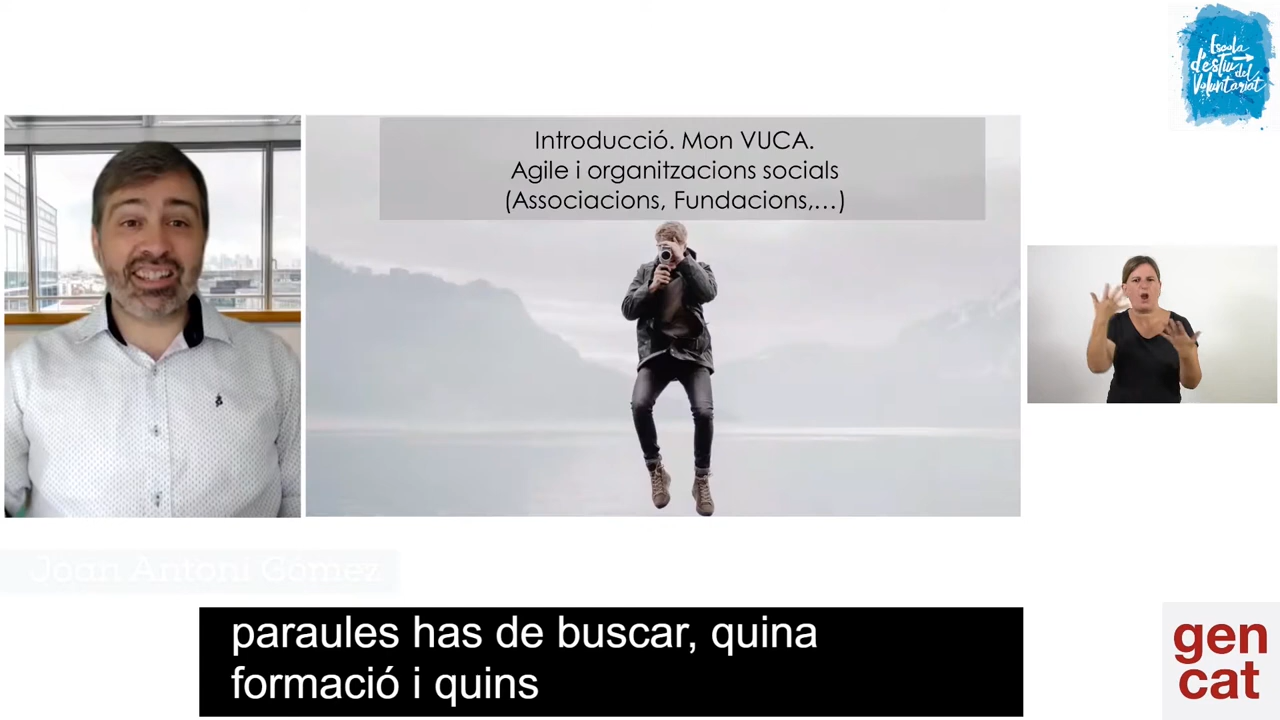 Escola
d'estiu del
Voluntariat
Introducció. Mon VUCA.
Agile i organitzacions socials
(Associacions, Fundacions,...)
Joan Antoni Gómez
paraules has de buscar, quina
formació i quins
gen
cat